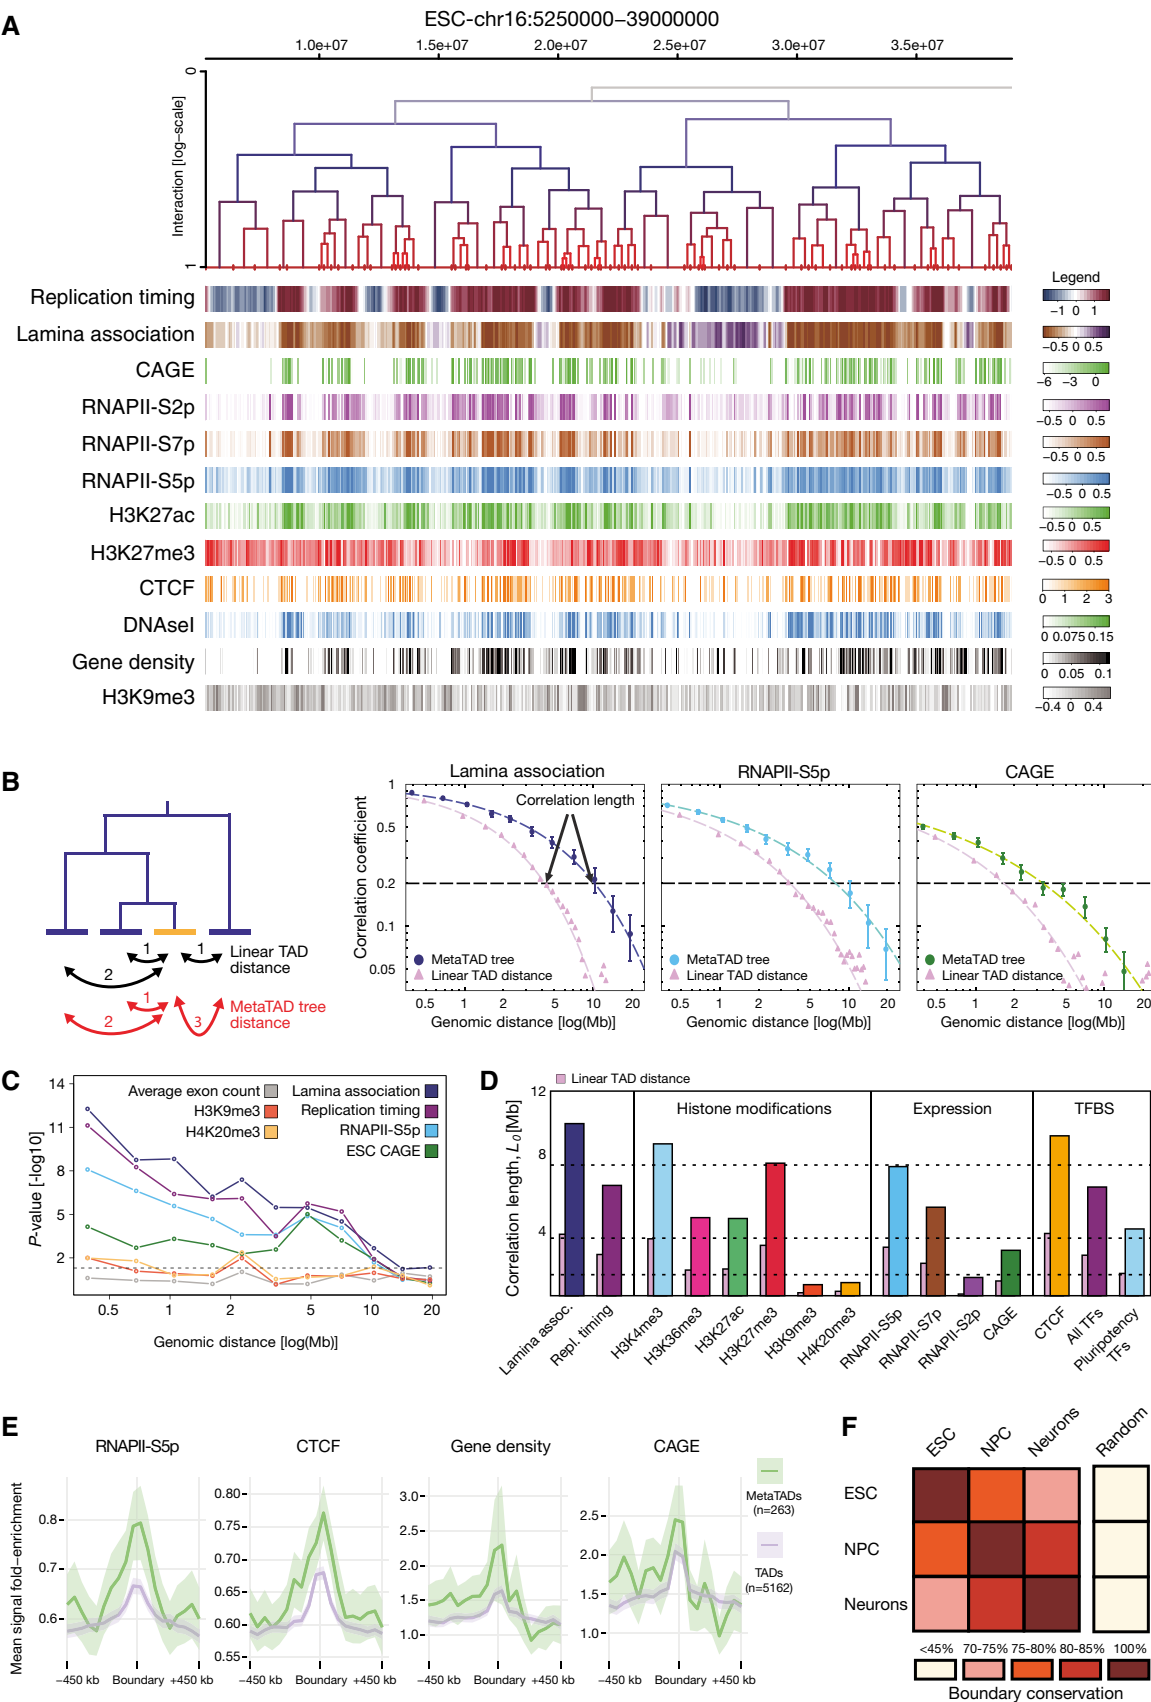 A
ESC-chr16:5250000−39000000
1.0e+07 1.5e+07 2.0e+07 2.5e+07 3.0e+07 3.5e+07
Interaction [log−scale]
0
1
Legend
Replication timing
−1 0 1
Lamina association
−0.5 0 0.5
CAGE
−6 −3 0
RNAPII-S2p
−0.5 0 0.5
RNAPII-S7p
−0.5 0 0.5
RNAPII-S5p
−0.5 0 0.5
H3K27ac
−0.5 0 0.5
H3K27me3
−0.5 0 0.5
CTCF
0 1 2 3
DNAseI
0 0.075 0.15
Gene density
0 0.05 0.1
H3K9me3
−0.4 0 0.4
B
1 1 Linear TAD
distance
2
1 MetaTAD tree
distance
2 3
Lamina association RNAPII-S5p CAGE
Correlation coefficient
1
0.5
0.2
0.1
0.05
Correlation length
MetaTAD tree
Linear TAD distance
MetaTAD tree
Linear TAD distance
MetaTAD tree
Linear TAD distance
0.5 1 2 5 10 20
0.5 1 2 5 10 20
0.5 1 2 5 10 20
Genomic distance [log(Mb)] Genomic distance [log(Mb)] Genomic distance [log(Mb)]
C
P-value [-log10]
14
11
8
5
2
Average exon count
H3K9me3
H4K20me3
Lamina association
Replication timing
RNAPII-S5p
ESC CAGE
0.5 1 2 5 10 20
Genomic distance [log(Mb)]
D
Linear TAD distance
Correlation length, L0[Mb]
12
8
4
Histone modifications Expression TFBS
Lamina assoc.
Repl. timing
H3K4me3
H3K36me3
H3K27ac
H3K27me3
H3K9me3
H4K20me3
RNAPII-S5p
RNAPII-S7p
RNAPII-S2p
CAGE
CTCF
All TFs
Pluripotency
TFs
E
RNAPII-S5p CTCF Gene density CAGE
Mean signal fold−enrichment
0.8
0.7
0.6
0.80
0.75
0.70
0.65
0.60
0.55
3.0
2.5
2.0
1.5
1.0
2.5
2.0
1.5
1.0
MetaTADs
(n=263)
TADs
(n=5162)
−450 kb Boundary +450 kb
−450 kb Boundary +450 kb
−450 kb Boundary +450 kb
−450 kb Boundary +450 kb
F
ESC NPC Neurons Random
ESC
NPC
Neurons
<45% 70-75% 75-80% 80-85% 100%
Boundary conservation